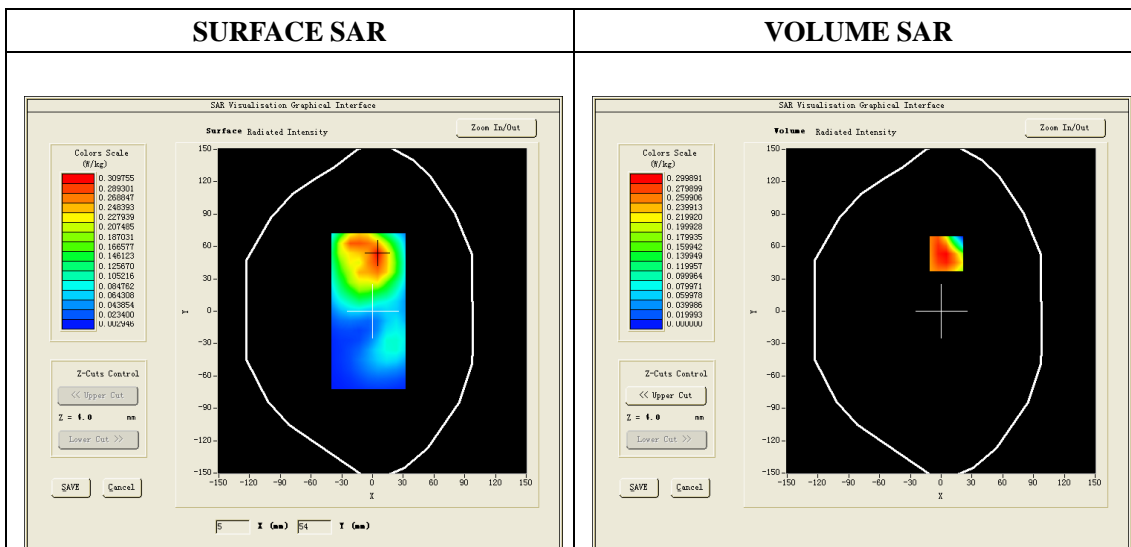 SURFACE SAR
VOLUME SAR
SAR Visualisation Graphical Interface
Surface Radiated Intensity
Zoom In/Out
Colors Scale
(W/kg)
0.309755
0.289301
0.268847
0.248393
0.227939
0.207485
0.187031
0.166577
0.146123
0.125670
0.105216
0.084762
0.064308
0.043854
0.023400
0.002946
150
120
90
60
30
0
-30
-60
-90
-120
-150
Y
-150 -120 -90 -60 -30 0 30 60 90 120 150
X
Z-Cuts Control
<< Upper Cut
Z = 4.0 mm
Lower Cut >>
SAVE Cancel
5 X (mm) 54 Y (mm)
SAR Visualisation Graphical Interface
Volume Radiated Intensity
Zoom In/Out
Colors Scale
(W/kg)
0.299891
0.279899
0.259906
0.239913
0.219920
0.199928
0.179935
0.159942
0.139949
0.119957
0.099964
0.079971
0.059978
0.039986
0.019993
0.000000
150
120
90
60
30
0
-30
-60
-90
-120
-150
Y
-150 -120 -90 -60 -30 0 30 60 90 120 150
X
Z-Cuts Control
<< Upper Cut
Z = 4.0 mm
Lower Cut >>
SAVE Cancel